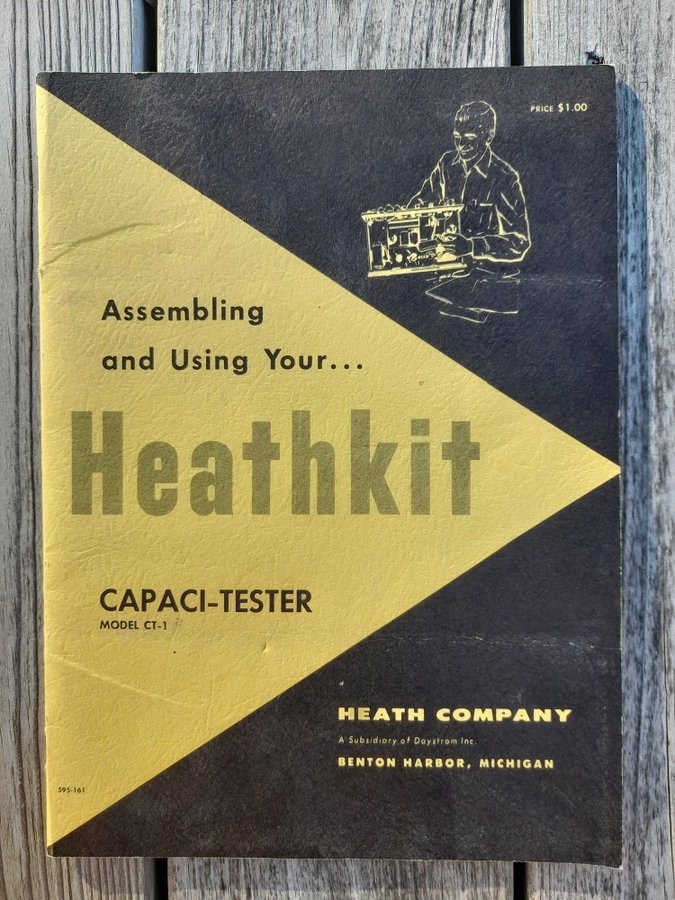 PRICE $1.00
Assembling
and Using Your...
Heathkit
CAPACI-TESTER
MODEL CT-1
HEATH COMPANY
A Subsidiary of Daystrom Inc.
BENTON HARBOR, MICHIGAN
595-161